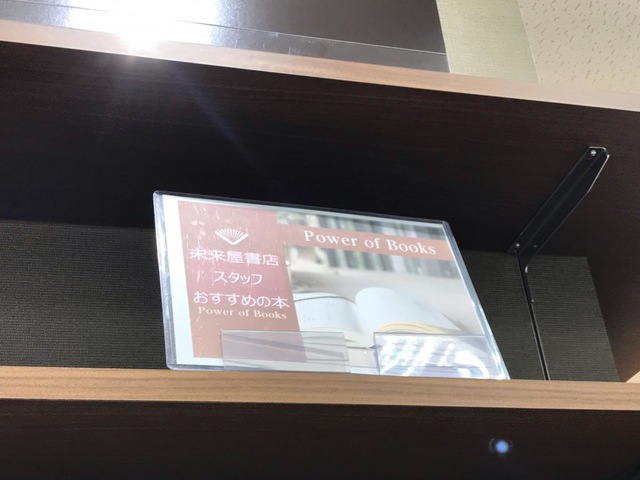 未来屋書店
スタッフ
おすすめの本
Power of Books
Power of Books